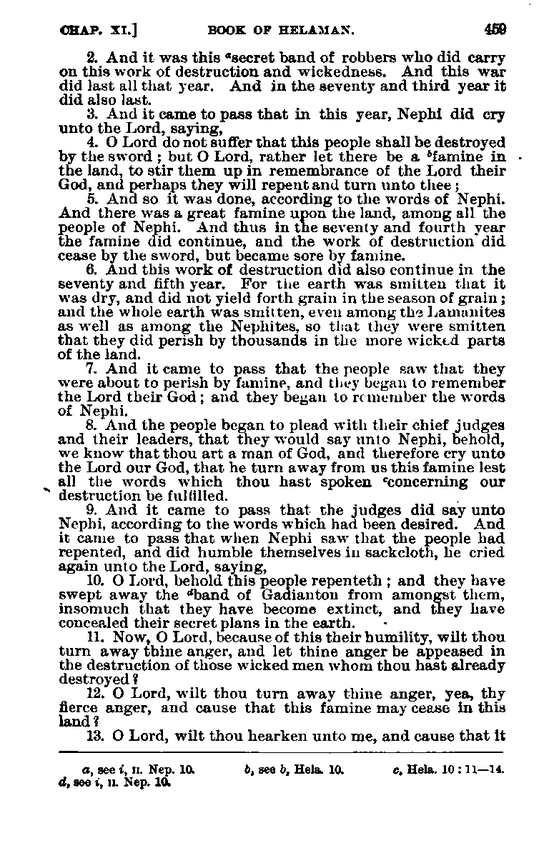 CHAP. XI.] BOOK OF HELAMAN. 459
2. And it was this ᵃsecret band of robbers who did carry
on this work of destruction and wickedness. And this war
did last all that year. And in the seventy and third year it
did also last.
3. And it came to pass that in this year, Nephi did cry
unto the Lord, saying,
4. O Lord do not suffer that this people shall be destroyed
by the sword; but O Lord, rather let there be a ᵇfamine in
the land, to stir them up in remembrance of the Lord their
God, and perhaps they will repent and turn unto thee;
5. And so it was done, according to the words of Nephi.
And there was a great famine upon the land, among all the
people of Nephi. And thus in the seventy and fourth year
the famine did continue, and the work of destruction did
cease by the sword, but became sore by famine.
6. And this work of destruction did also continue in the
seventy and fifth year. For the earth was smitten that it
was dry, and did not yield forth grain in the season of grain;
and the whole earth was smitten, even among the Lamanites
as well as among the Nephites, so that they were smitten
that they did perish by thousands in the more wicked parts
of the land.
7. And it came to pass that the people saw that they
were about to perish by famine, and they began to remember
the Lord their God; and they began to remember the words
of Nephi.
8. And the people began to plead with their chief judges
and their leaders, that they would say unto Nephi, behold,
we know that thou art a man of God, and therefore cry unto
the Lord our God, that he turn away from us this famine lest
all the words which thou hast spoken ᶜconcerning our
destruction be fulfilled.
9. And it came to pass that the judges did say unto
Nephi, according to the words which had been desired. And
it came to pass that when Nephi saw that the people had
repented, and did humble themselves in sackcloth, he cried
again unto the Lord, saying,
10. O Lord, behold this people repenteth; and they have
swept away the ᵈband of Gadianton from amongst them,
insomuch that they have become extinct, and they have
concealed their secret plans in the earth.
11. Now, O Lord, because of this their humility, wilt thou
turn away thine anger, and let thine anger be appeased in
the destruction of those wicked men whom thou hast already
destroyed?
12. O Lord, wilt thou turn away thine anger, yea, thy
fierce anger, and cause that this famine may cease in this
land?
13. O Lord, wilt thou hearken unto me, and cause that it
a, see i, II. Nep. 10. b, see b, Hela. 10. c, Hela. 10:11—14.
d, see i, II. Nep. 10.